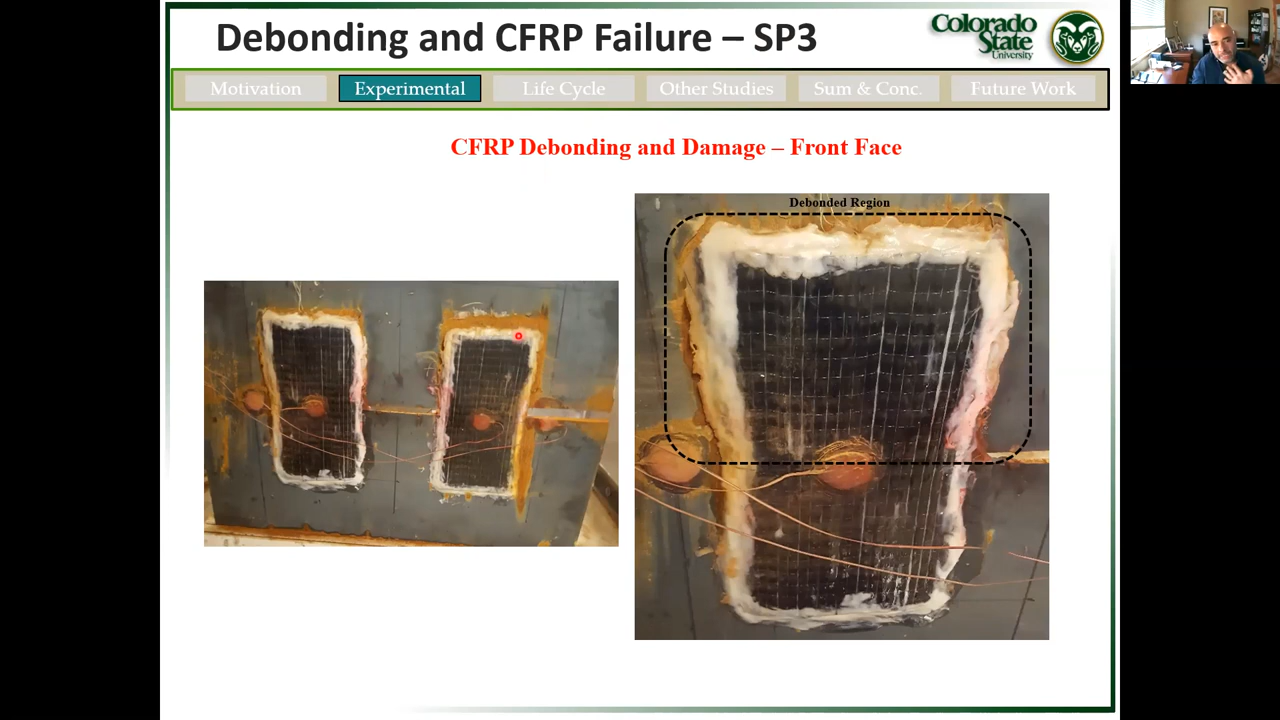 Debonding and CFRP Failure – SP3
Colorado
State
University
Motivation
Experimental
Life Cycle
Other Studies
Sum & Conc.
Future Work
CFRP Debonding and Damage – Front Face
Debonded Region